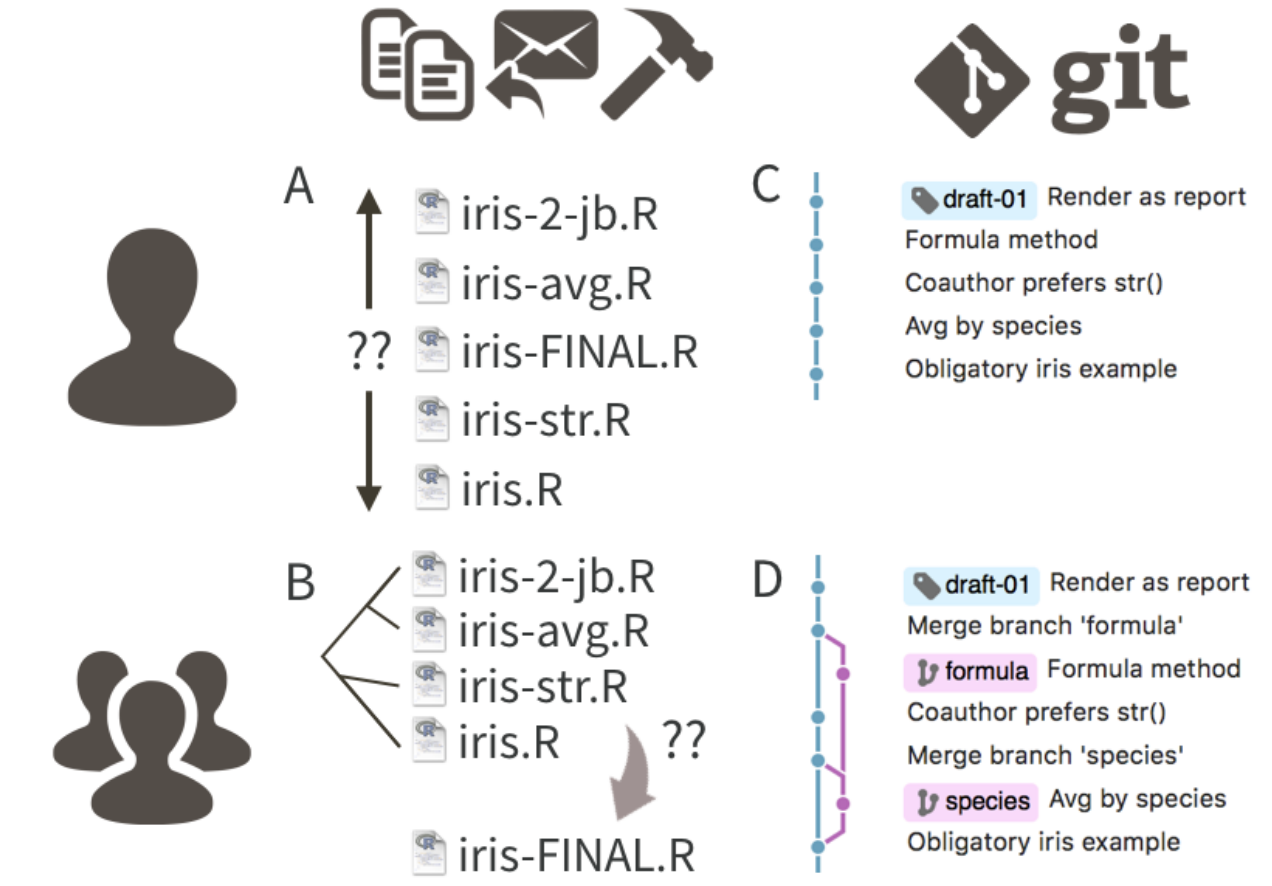 git
A
iris-2-jb.R
iris-avg.R
??
iris-FINAL.R
iris-str.R
iris.R
B
iris-2-jb.R
iris-avg.R
iris-str.R
iris.R
??
iris-FINAL.R
C
draft-01 Render as report
Formula method
Coauthor prefers str()
Avg by species
Obligatory iris example
D
draft-01 Render as report
Merge branch 'formula'
formula Formula method
Coauthor prefers str()
Merge branch 'species'
species Avg by species
Obligatory iris example